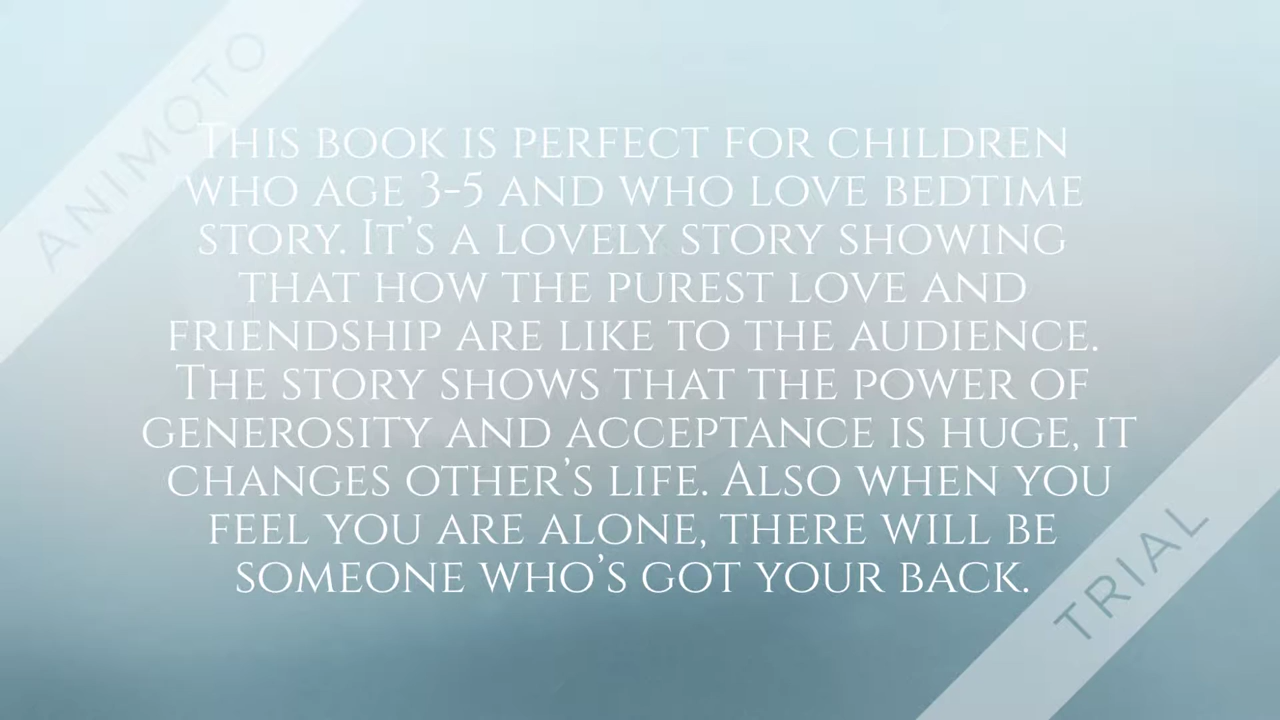 ANIMOTO
This book is perfect for children
who age 3-5 and who love bedtime
story. It's a lovely story showing
that how the purest love and
friendship are like to the audience.
The story shows that the power of
generosity and acceptance is huge, it
changes other's life. Also when you
feel you are alone, there will be
someone who's got your back.
TRIAL